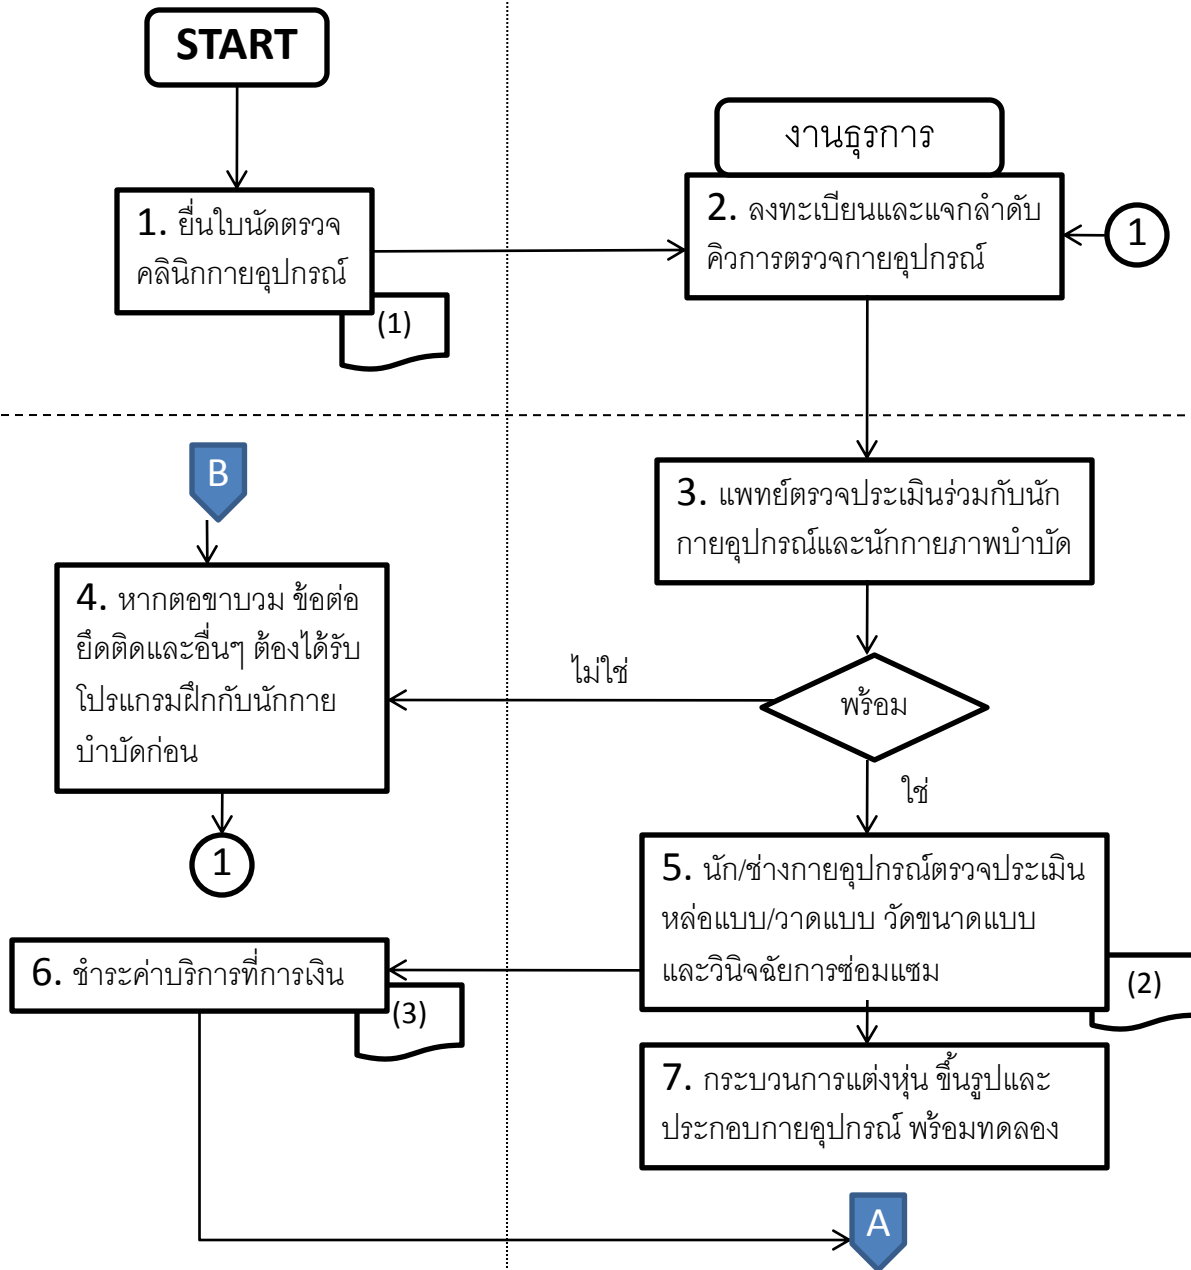 START
งานธุรการ
1. ยื่นใบนัดตรวจ
คลินิกกายอุปกรณ์
(1)
2. ลงทะเบียนและแจกลำดับ
คิวการตรวจกายอุปกรณ์
1
B
3. แพทย์ตรวจประเมินร่วมกับนัก
กายอุปกรณ์และนักกายภาพบำบัด
4. หากตอขาบวม ข้อต่อ
ยึดติดและอื่นๆ ต้องได้รับ
โปรแกรมฝึกกับนักกาย
บำบัดก่อน
ไม่ใช่
พร้อม
ใช่
1
5. นัก/ช่างกายอุปกรณ์ตรวจประเมิน
หล่อแบบ/วาดแบบ วัดขนาดแบบ
และวินิจฉัยการซ่อมแซม
(2)
6. ชำระค่าบริการที่การเงิน
(3)
7. กระบวนการแต่งหุ่น ขึ้นรูปและ
ประกอบกายอุปกรณ์ พร้อมทดลอง
A